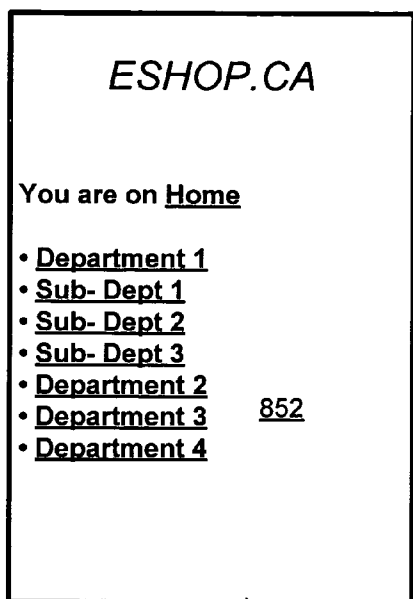 ESHOP.CA
You are on Home
• Department 1
• Sub- Dept 1
• Sub- Dept 2
• Sub- Dept 3
• Department 2
• Department 3
852
• Department 4